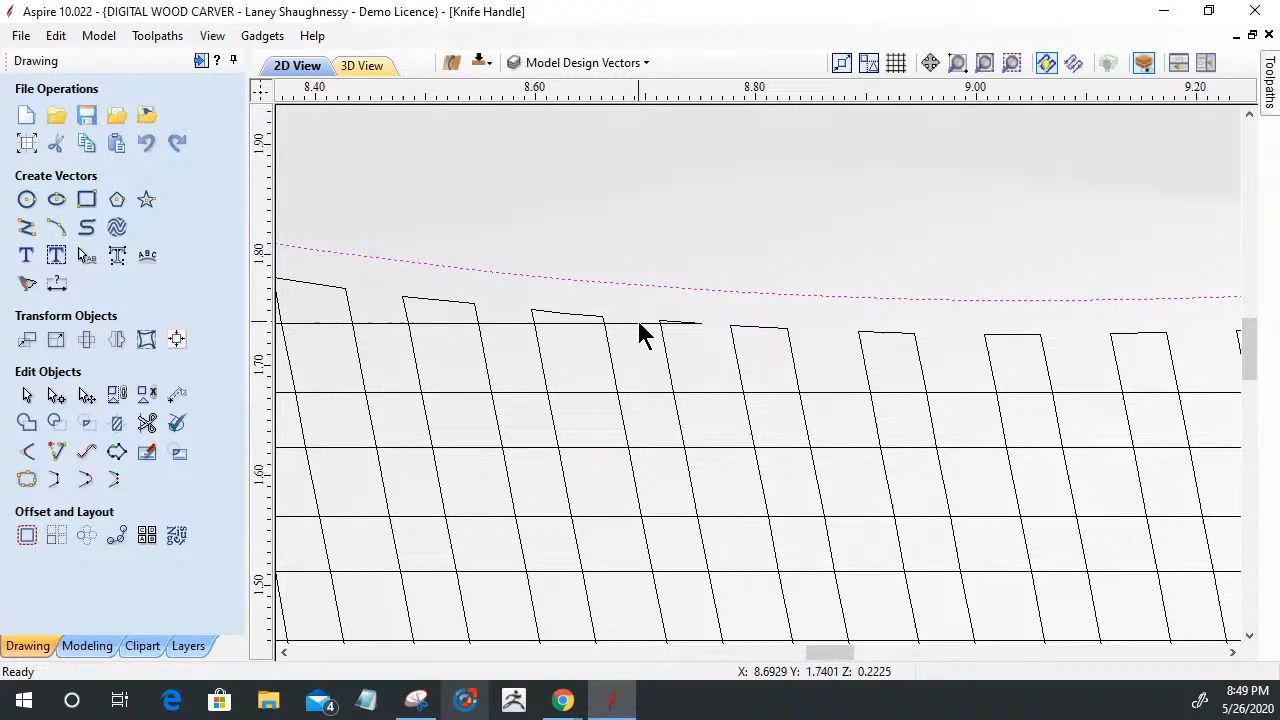 Aspire 10.022 - {DIGITAL WOOD CARVER - Laney Shaughnessy - Demo Licence} - [Knife Handle]
File Edit Model Toolpaths View Gadgets Help
Drawing
2D View 3D View Model Design Vectors
8.40 8.60 8.80 9.00 9.20
1.90
1.80
1.70
1.60
1.50
File Operations
Create Vectors
Transform Objects
Edit Objects
Offset and Layout
Toolpaths
Drawing Modeling Clipart Layers
Ready X: 8.6929 Y: 1.7401 Z: 0.2225
4
8:49 PM
5/26/2020